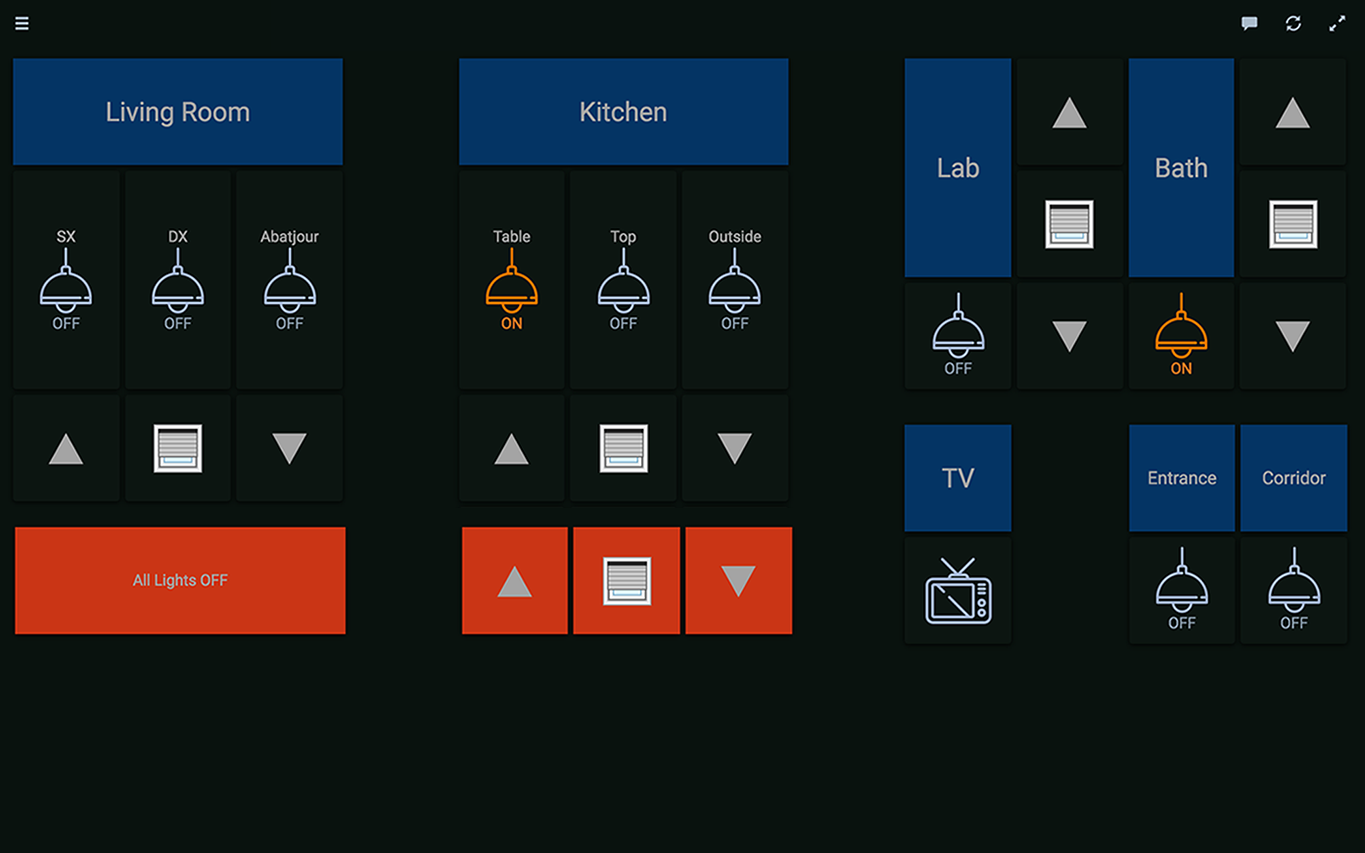 Living Room
SX
OFF
DX
OFF
Abatjour
OFF
All Lights OFF
Kitchen
Table
ON
Top
OFF
Outside
OFF
Lab
OFF
Bath
ON
TV
Entrance
OFF
Corridor
OFF